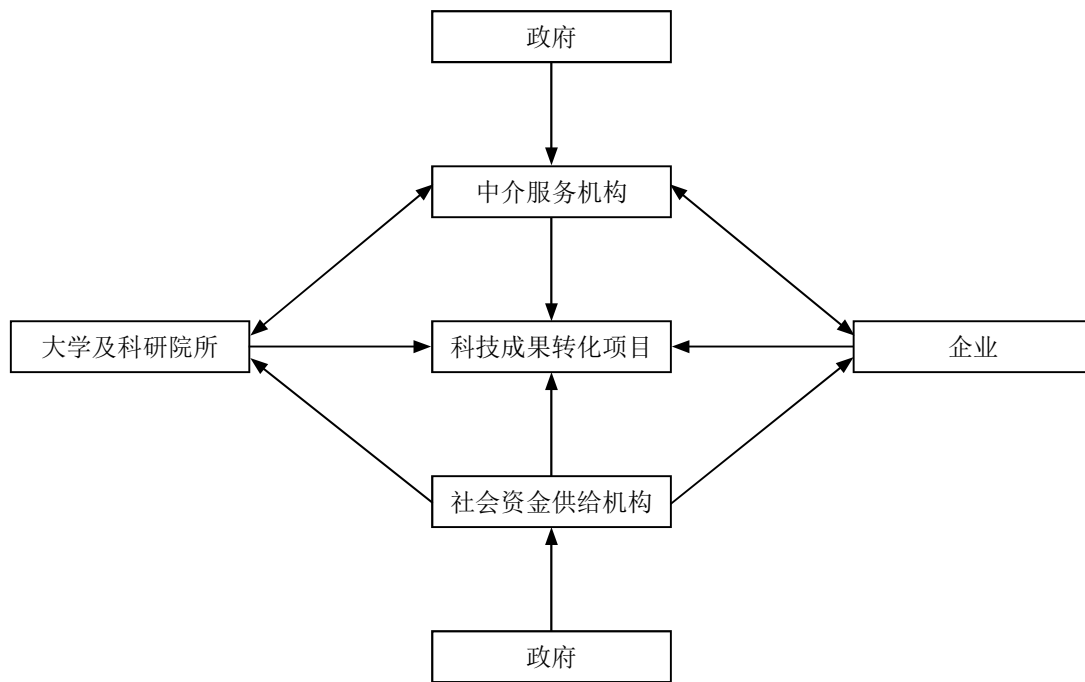 政府
中介服务机构
大学及科研院所
科技成果转化项目
企业
社会资金供给机构
政府